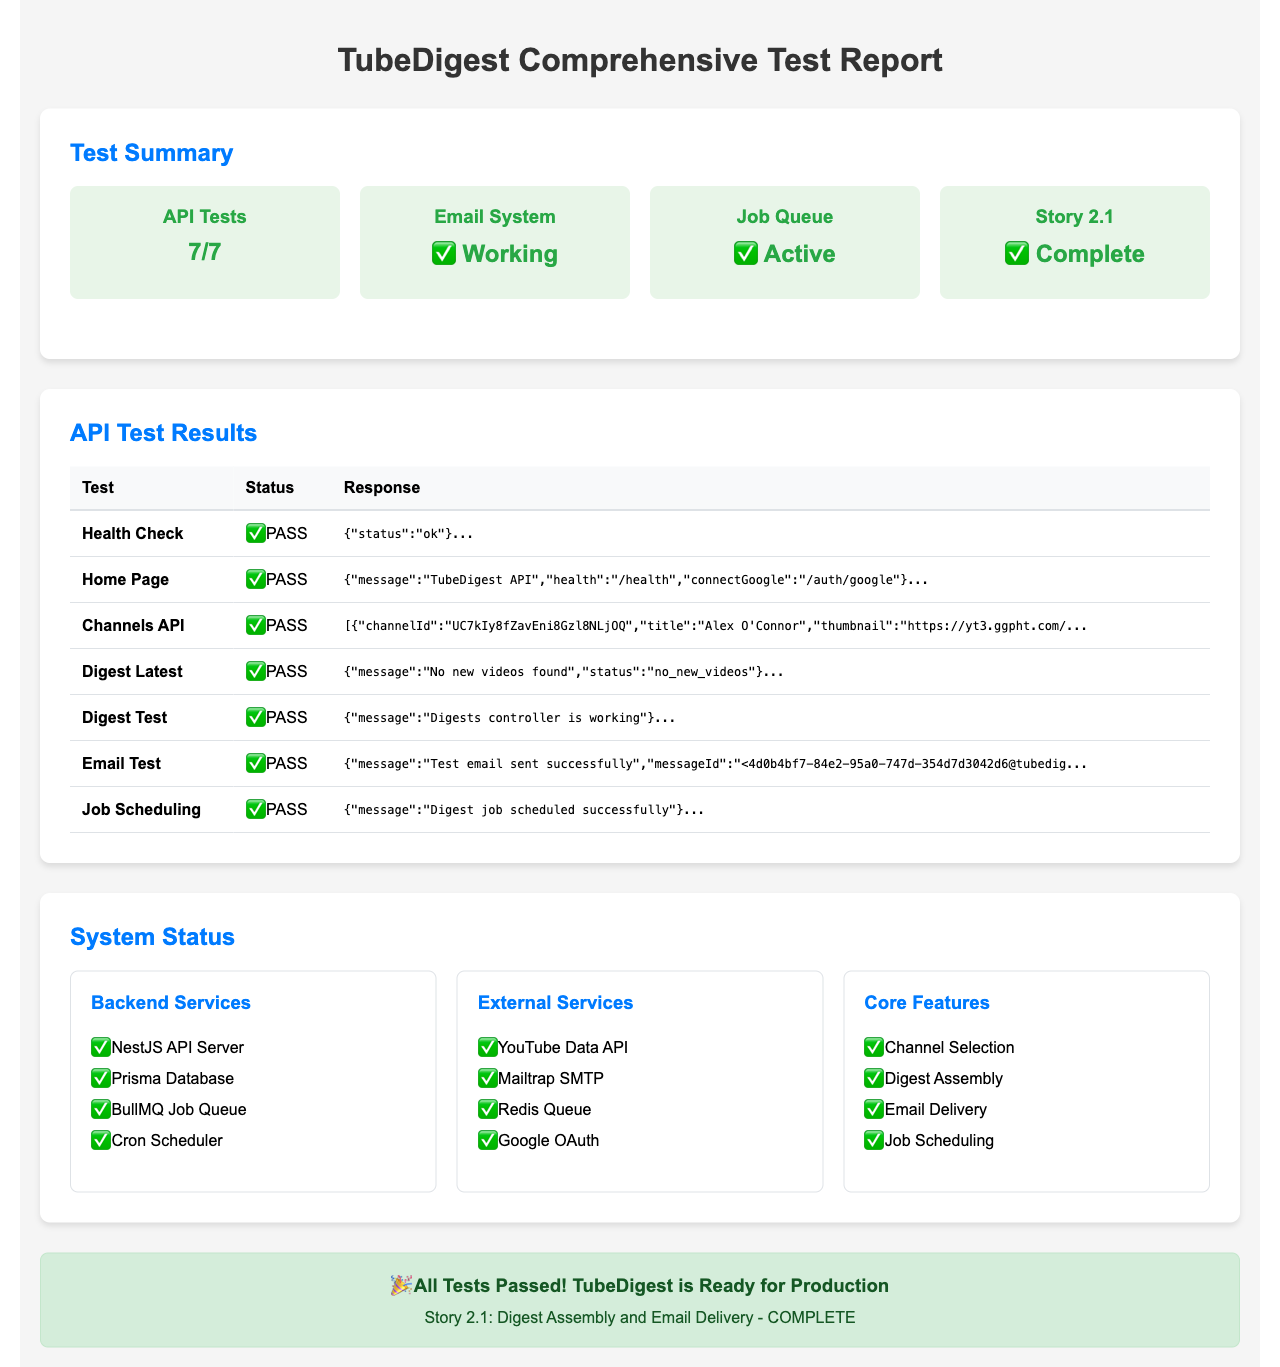 TubeDigest Comprehensive Test Report
Test Summary
API Tests
7/7
Email System
✅ Working
Job Queue
✅ Active
Story 2.1
✅ Complete
API Test Results
Test Status Response
Health Check ✅PASS {"status":"ok"}...
Home Page ✅PASS {"message":"TubeDigest API","health":"/health","connectGoogle":"/auth/google"}...
Channels API ✅PASS [{"channelId":"UC7kIy8fZavEni8Gzl8NLjOQ","title":"Alex O'Connor","thumbnail":"https://yt3.ggpht.com/...
Digest Latest ✅PASS {"message":"No new videos found","status":"no_new_videos"}...
Digest Test ✅PASS {"message":"Digests controller is working"}...
Email Test ✅PASS {"message":"Test email sent successfully","messageId":"<4d0b4bf7-84e2-95a0-747d-354d7d3042d6@tubedig...
Job Scheduling ✅PASS {"message":"Digest job scheduled successfully"}...
System Status
Backend Services
✅NestJS API Server
✅Prisma Database
✅BullMQ Job Queue
✅Cron Scheduler
External Services
✅YouTube Data API
✅Mailtrap SMTP
✅Redis Queue
✅Google OAuth
Core Features
✅Channel Selection
✅Digest Assembly
✅Email Delivery
✅Job Scheduling
🎉All Tests Passed! TubeDigest is Ready for Production
Story 2.1: Digest Assembly and Email Delivery - COMPLETE